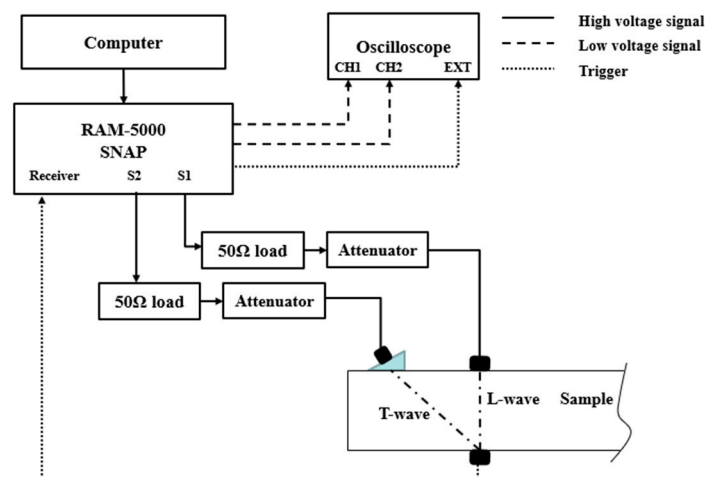 Computer
Oscilloscope
CH1 CH2 EXT
High voltage signal
Low voltage signal
Trigger
RAM-5000
SNAP
Receiver S2 S1
50Ω load
Attenuator
50Ω load
Attenuator
T-wave
L-wave
Sample